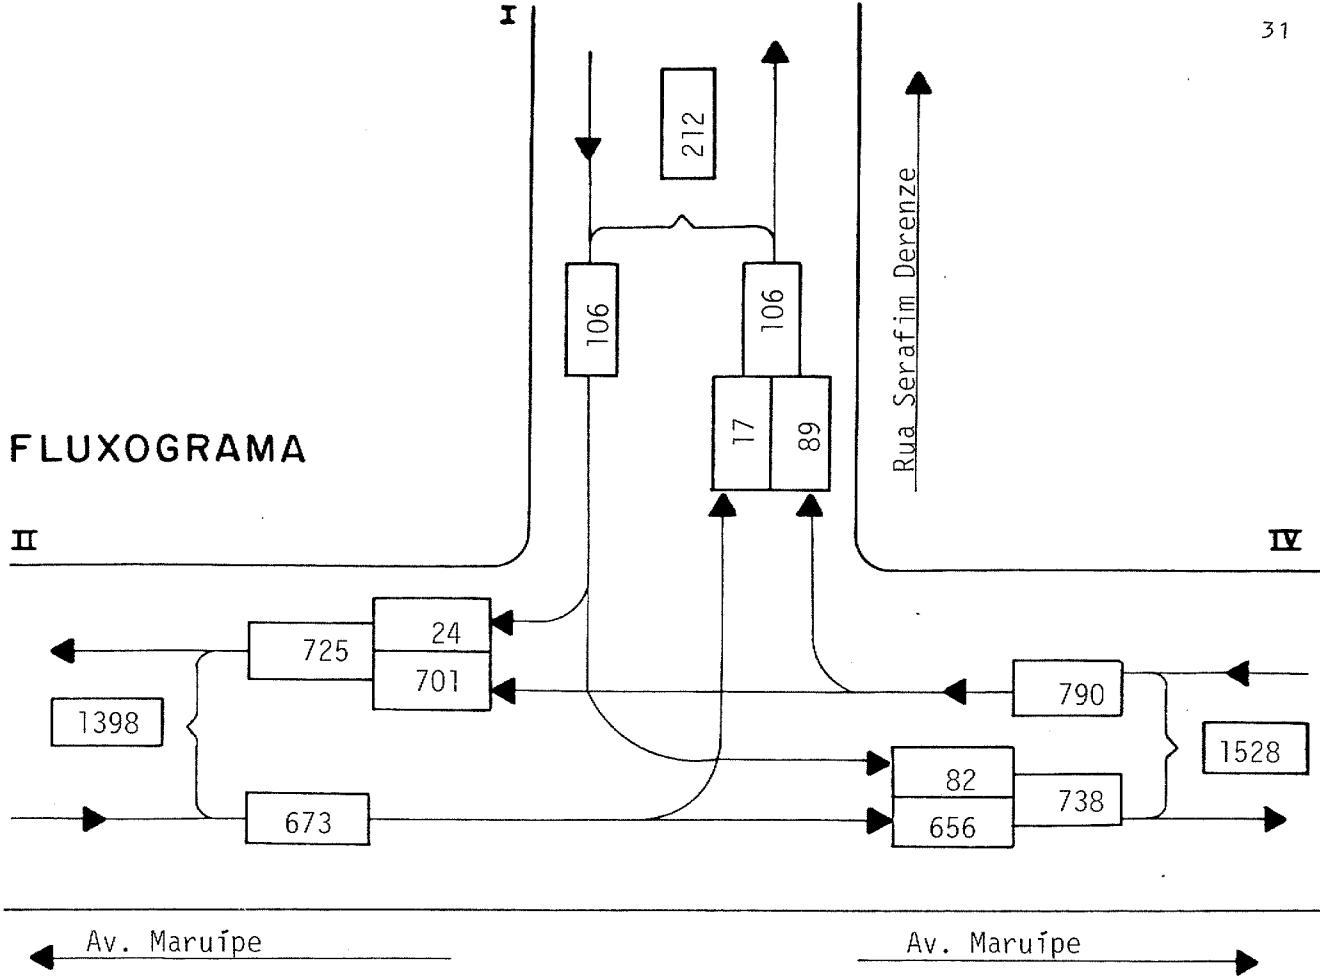 I
31
212
106
106
17
89
Rua Serafim Derenze
FLUXOGRAMA
II
IV
24
725
701
790
1398
1528
82
738
673
656
Av. Maruípe
Av. Maruípe